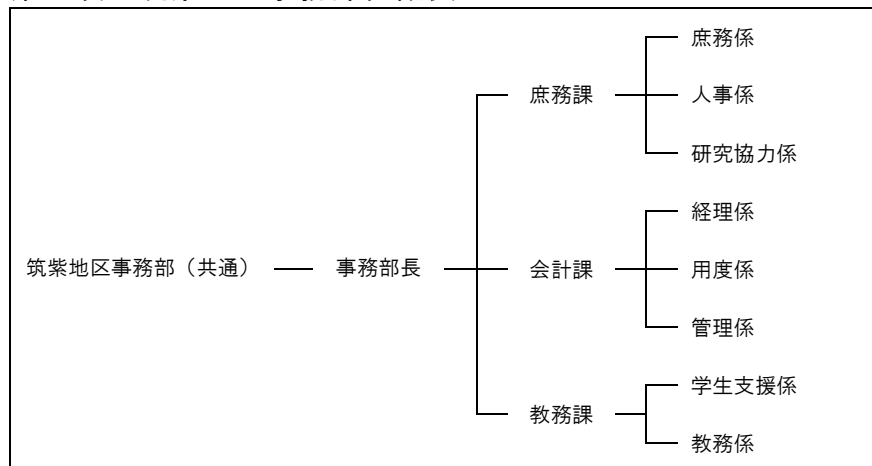 庶務係
庶務課
人事係
研究協力係
経理係
筑紫地区事務部（共通）
事務部長
会計課
用度係
管理係
学生支援係
教務課
教務係